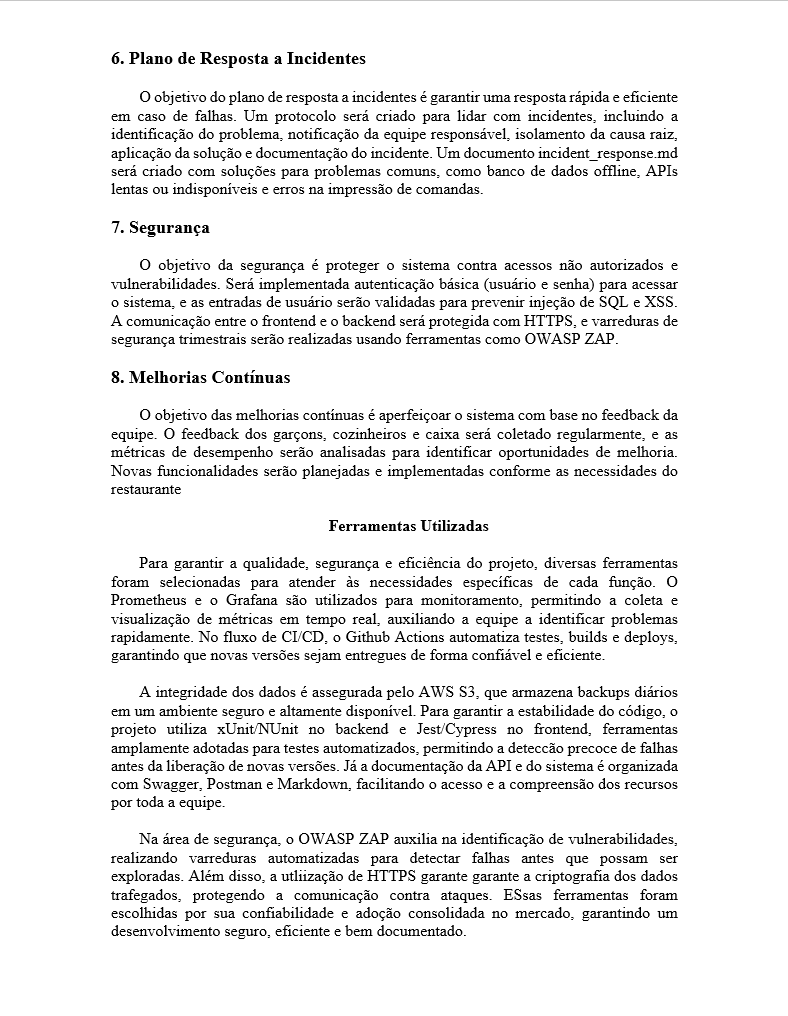 6. Plano de Resposta a Incidentes
O objetivo do plano de resposta a incidentes é garantir uma resposta rápida e eficiente
em caso de falhas. Um protocolo será criado para lidar com incidentes, incluindo a
identificação do problema, notificação da equipe responsável, isolamento da causa raiz,
aplicação da solução e documentação do incidente. Um documento incident_response.md
será criado com soluções para problemas comuns, como banco de dados offline, APIs
lentas ou indisponíveis e erros na impressão de comandas.
7. Segurança
O objetivo da segurança é proteger o sistema contra acessos não autorizados e
vulnerabilidades. Será implementada autenticação básica (usuário e senha) para acessar
o sistema, e as entradas de usuário serão validadas para prevenir injeção de SQL e XSS.
A comunicação entre o frontend e o backend será protegida com HTTPS, e varreduras de
segurança trimestrais serão realizadas usando ferramentas como OWASP ZAP.
8. Melhorias Contínuas
O objetivo das melhorias contínuas é aperfeiçoar o sistema com base no feedback da
equipe. O feedback dos garçons, cozinheiros e caixa será coletado regularmente, e as
métricas de desempenho serão analisadas para identificar oportunidades de melhoria.
Novas funcionalidades serão planejadas e implementadas conforme as necessidades do
restaurante
Ferramentas Utilizadas
Para garantir a qualidade, segurança e eficiência do projeto, diversas ferramentas
foram selecionadas para atender às necessidades específicas de cada função. O
Prometheus e o Grafana são utilizados para monitoramento, permitindo a coleta e
visualização de métricas em tempo real, auxiliando a equipe a identificar problemas
rapidamente. No fluxo de CI/CD, o Github Actions automatiza testes, builds e deploys,
garantindo que novas versões sejam entregues de forma confiável e eficiente.
A integridade dos dados é assegurada pelo AWS S3, que armazena backups diários
em um ambiente seguro e altamente disponível. Para garantir a estabilidade do código, o
projeto utiliza xUnit/NUnit no backend e Jest/Cypress no frontend, ferramentas
amplamente adotadas para testes automatizados, permitindo a deteccão precoce de falhas
antes da liberação de novas versões. Já a documentação da API e do sistema é organizada
com Swagger, Postman e Markdown, facilitando o acesso e a compreensão dos recursos
por toda a equipe.
Na área de segurança, o OWASP ZAP auxilia na identificação de vulnerabilidades,
realizando varreduras automatizadas para detectar falhas antes que possam ser
exploradas. Além disso, a utliização de HTTPS garante garante a criptografia dos dados
trafegados, protegendo a comunicação contra ataques. ESsas ferramentas foram
escolhidas por sua confiabilidade e adoção consolidada no mercado, garantindo um
desenvolvimento seguro, eficiente e bem documentado.